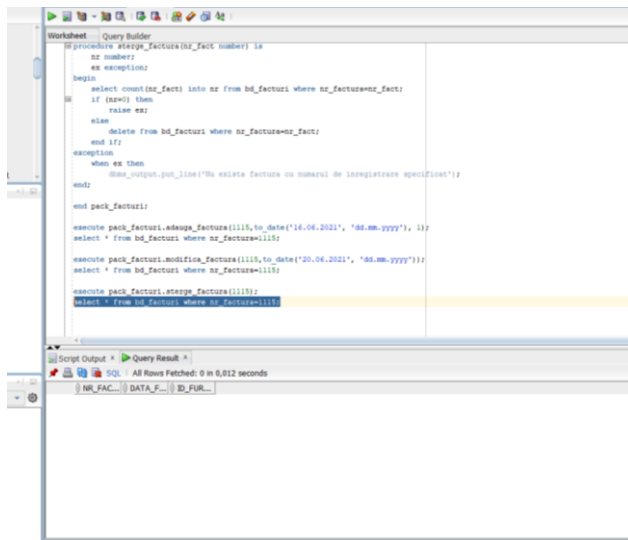 Worksheet Query Builder
procedure sterge_factura(nr_fact number) is
nr number;
ex exception;
begin
select count(nr_fact) into nr from bd_facturi where nr_factura=nr_fact;
if (nr=0) then
raise ex;
else
delete from bd_facturi where nr_factura=nr_fact;
end if;
exception
when ex then
dbms_output.put_line('Nu exista factura cu numarul de inregistrare specificat');
end;
end pack_facturi;
execute pack_facturi.adauga_factura(1115,to_date('16.06.2021', 'dd.mm.yyyy'), 1);
select * from bd_facturi where nr_factura=1115;
execute pack_facturi.modifica_factura(1115,to_date('20.06.2021', 'dd.mm.yyyy'));
select * from bd_facturi where nr_factura=1115;
execute pack_facturi.sterge_factura(1115);
select * from bd_facturi where nr_factura=1115;
Script Output × Query Result ×
SQL | All Rows Fetched: 0 in 0,012 seconds
NR_FAC... DATA_F... ID_FUR...